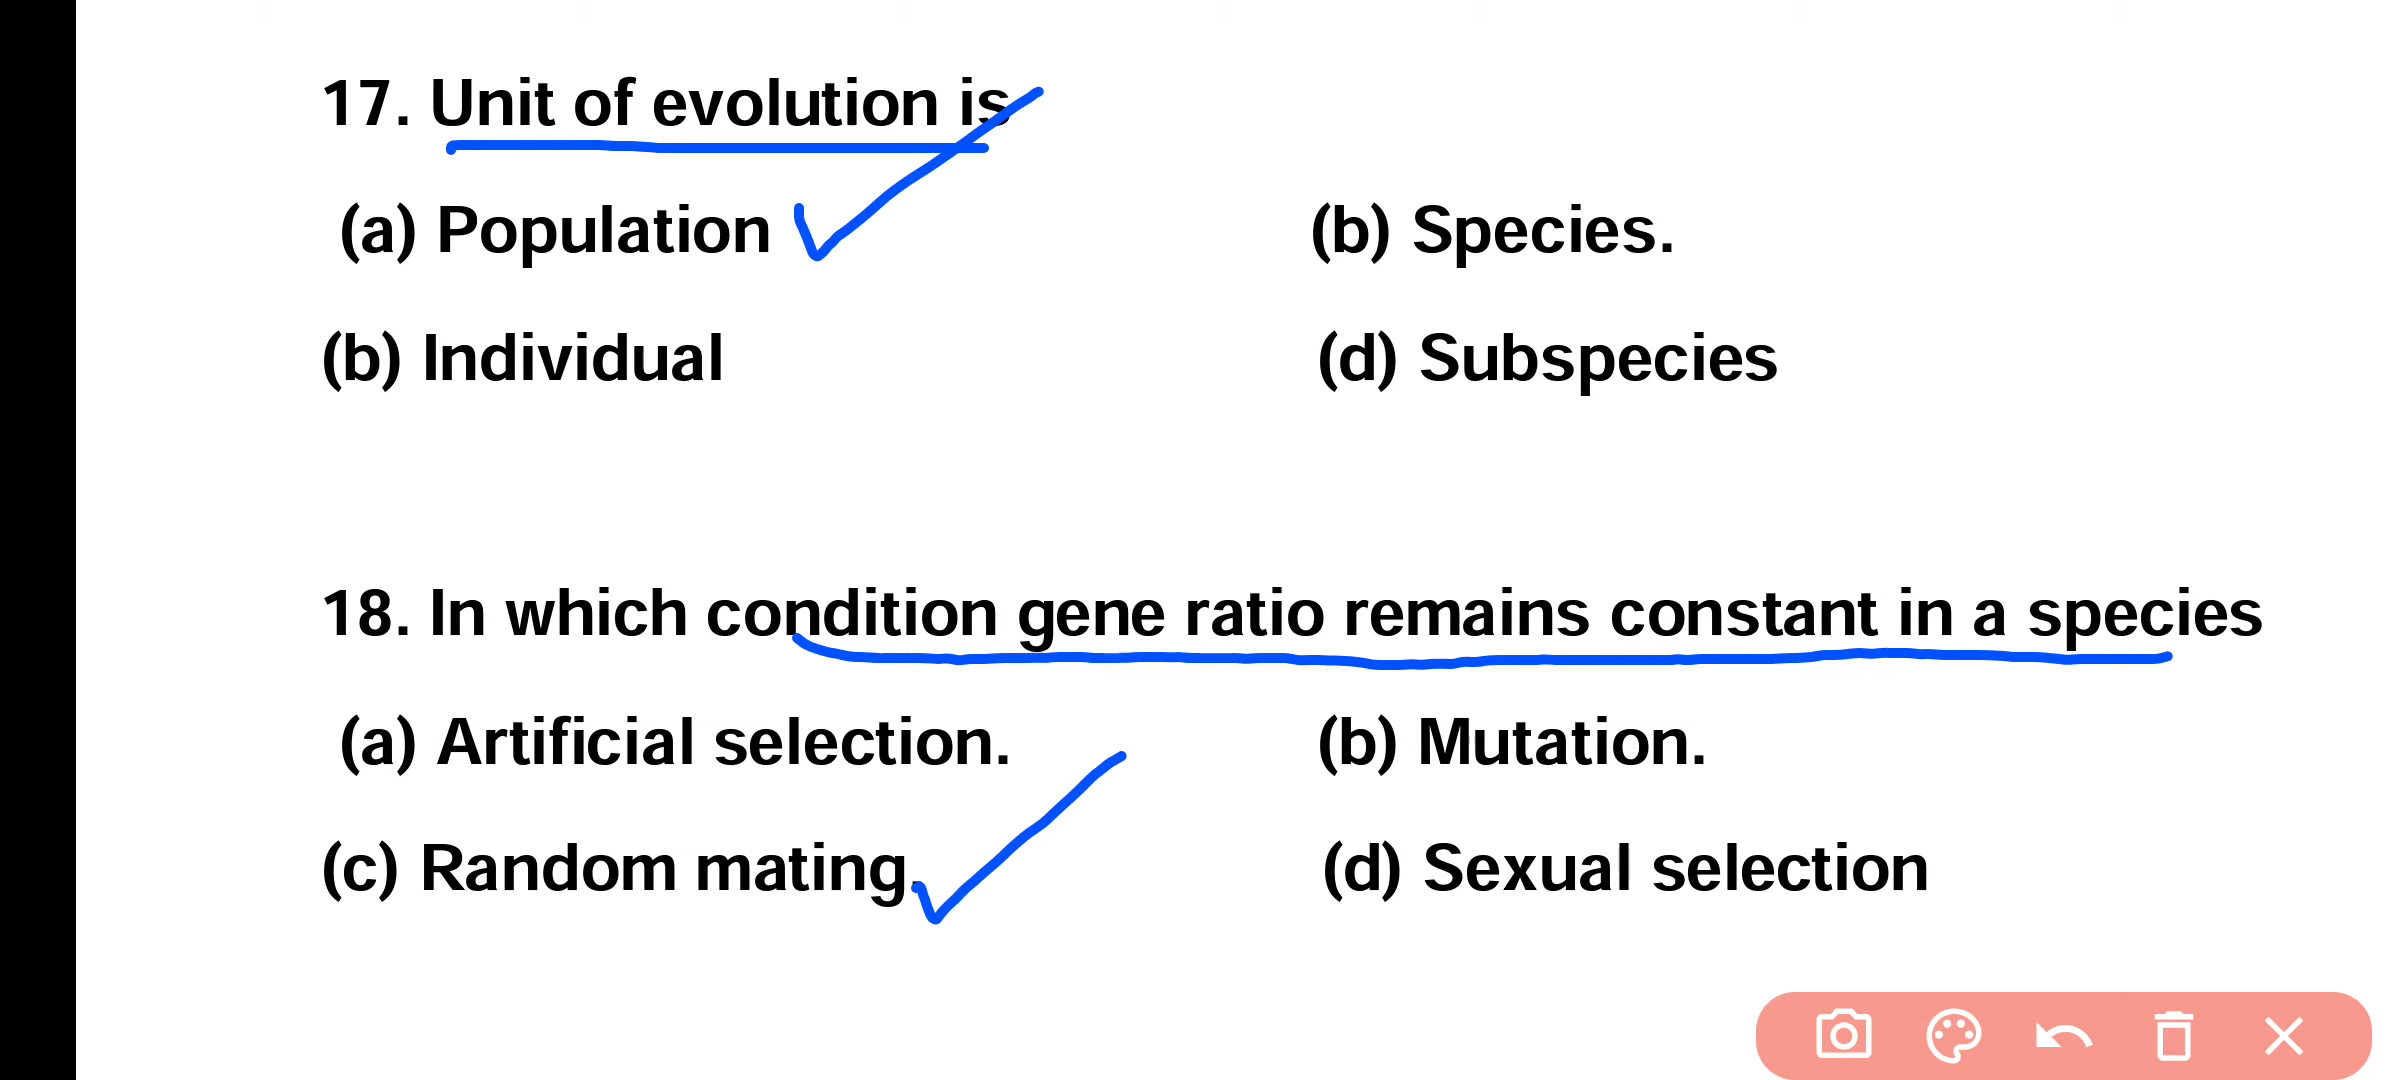 17. Unit of evolution is
(a) Population (b) Species.
(b) Individual (d) Subspecies
18. In which condition gene ratio remains constant in a species
(a) Artificial selection. (b) Mutation.
(c) Random mating. (d) Sexual selection